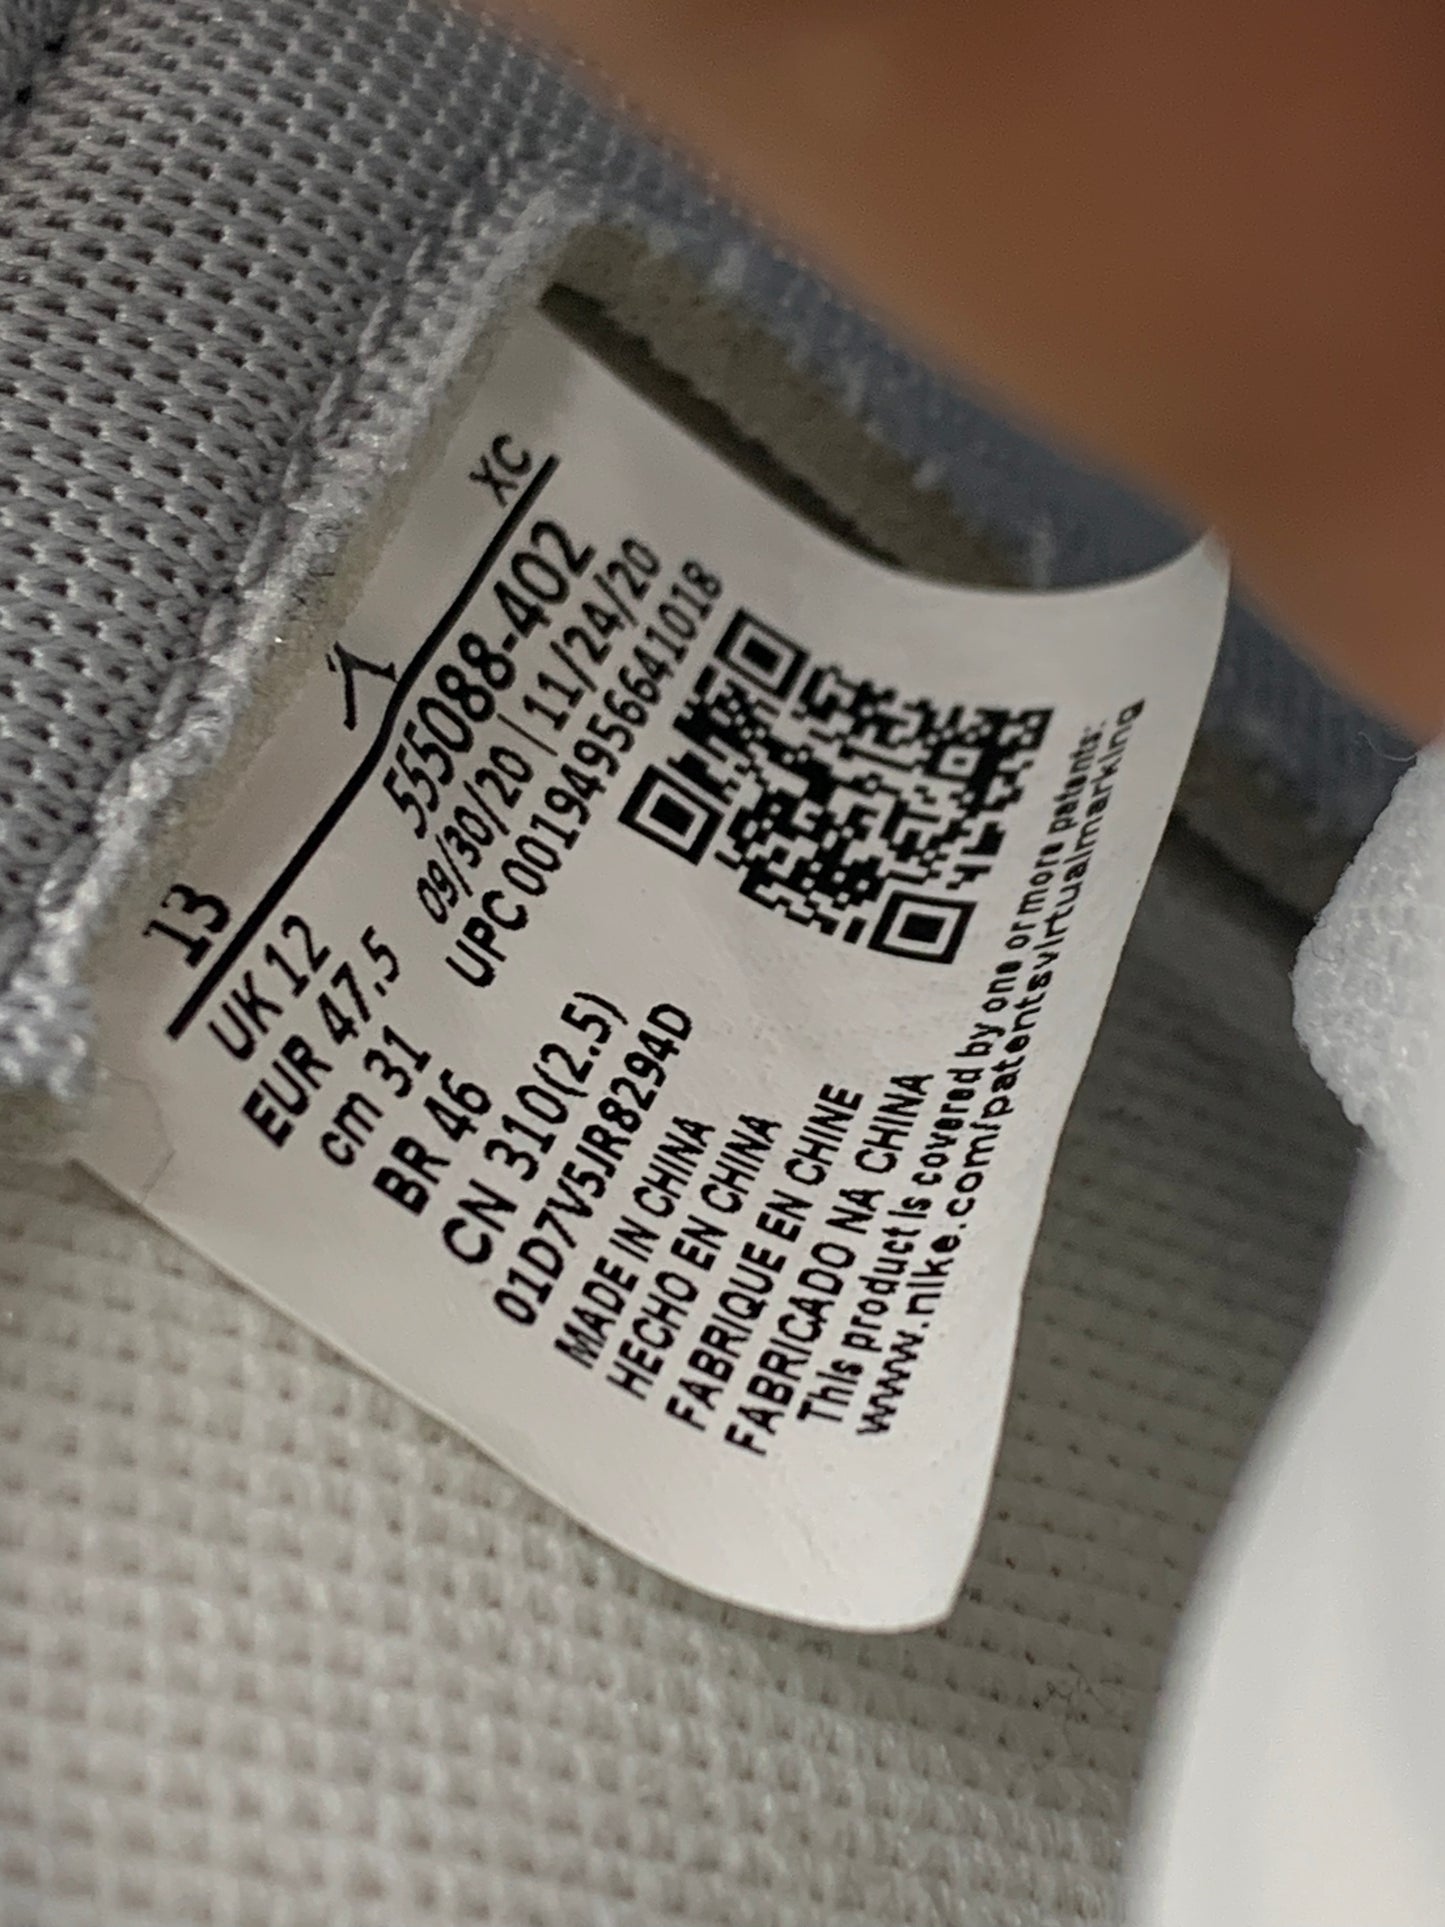 13 人 XC
UK 12 555088-402
EUR 47.5 09/30/20 | 11/24/20
cm 31 UPC 00194956641018
BR 46
CN 310(2.5)
01D7V5JR8294D
MADE IN CHINA
HECHO EN CHINA
FABRIQUE EN CHINE
FABRICADO NA CHINA
This product is covered by one or more patents:
www.nike.com/patentsvirtualmarking